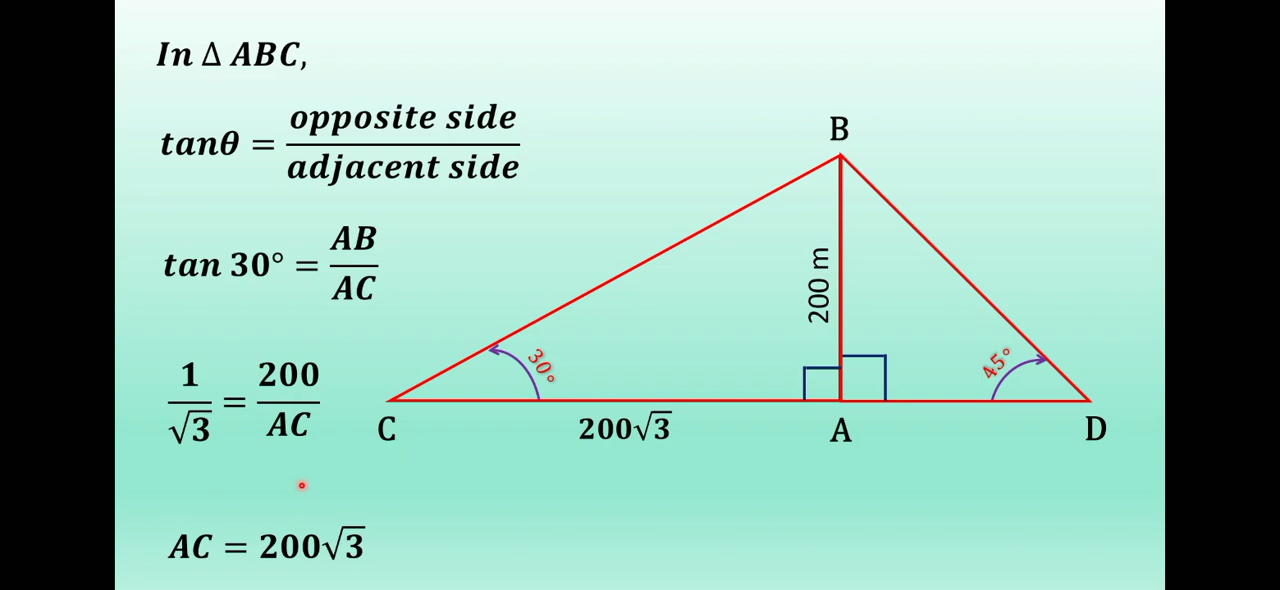 In Δ ABC,
tanθ = opposite side / adjacent side
tan 30° = AB / AC
1 / √3 = 200 / AC
AC = 200√3
B
200 m
30°
45°
C
200√3
A
D